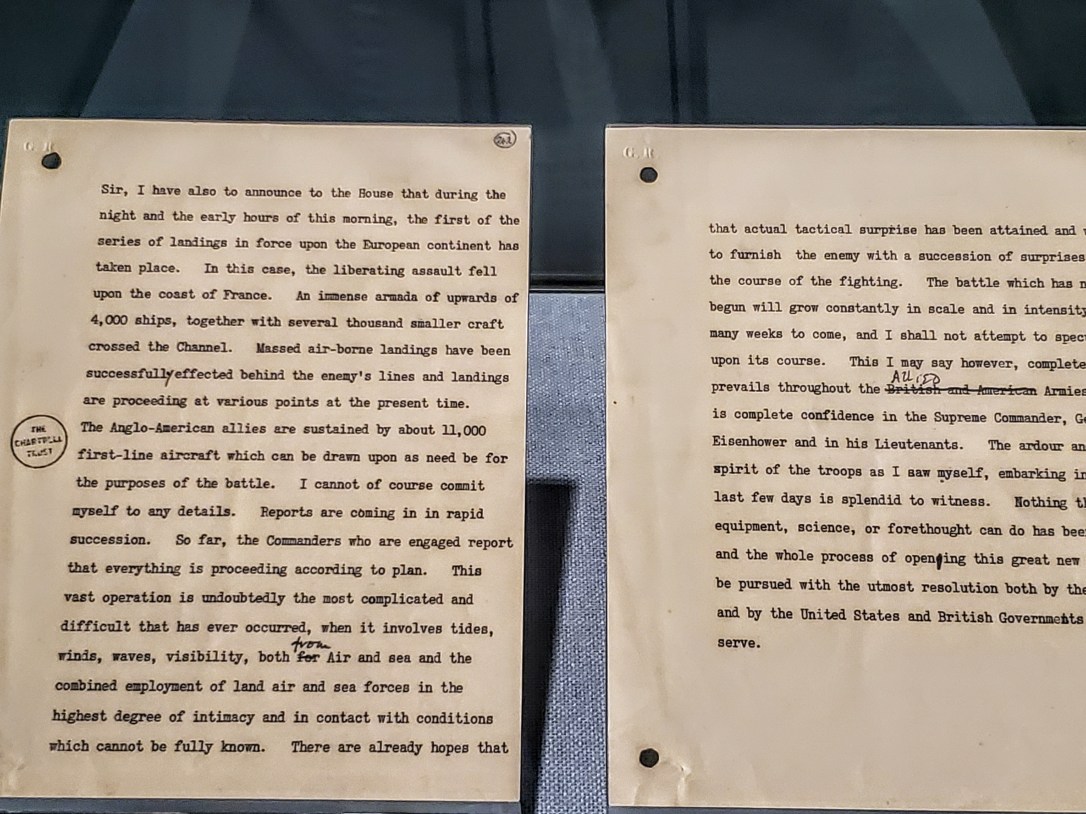 G. R
202
Sir, I have also to announce to the House that during the
night and the early hours of this morning, the first of the
series of landings in force upon the European continent has
taken place. In this case, the liberating assault fell
upon the coast of France. An immense armada of upwards of
4,000 ships, together with several thousand smaller craft
crossed the Channel. Massed air-borne landings have been
successfully/effected behind the enemy's lines and landings
are proceeding at various points at the present time.
The Anglo-American allies are sustained by about 11,000
first-line aircraft which can be drawn upon as need be for
the purposes of the battle. I cannot of course commit
myself to any details. Reports are coming in in rapid
succession. So far, the Commanders who are engaged report
that everything is proceeding according to plan. This
vast operation is undoubtedly the most complicated and
difficult that has ever occurred, when it involves tides,
from
winds, waves, visibility, both for Air and sea and the
combined employment of land air and sea forces in the
highest degree of intimacy and in contact with conditions
which cannot be fully known. There are already hopes that
THE
CHARTWELL
TRUST
G. R
that actual tactical surprise has been attained and
to furnish the enemy with a succession of surprises
the course of the fighting. The battle which has
begun will grow constantly in scale and in intensity
many weeks to come, and I shall not attempt to spec
upon its course. This I may say however, complete
ALLIED
prevails throughout the British and American Armie
is complete confidence in the Supreme Commander, Ge
Eisenhower and in his Lieutenants. The ardour an
spirit of the troops as I saw myself, embarking in
last few days is splendid to witness. Nothing th
equipment, science, or forethought can do has bee
and the whole process of opening this great new
be pursued with the utmost resolution both by the
and by the United States and British Governments
serve.